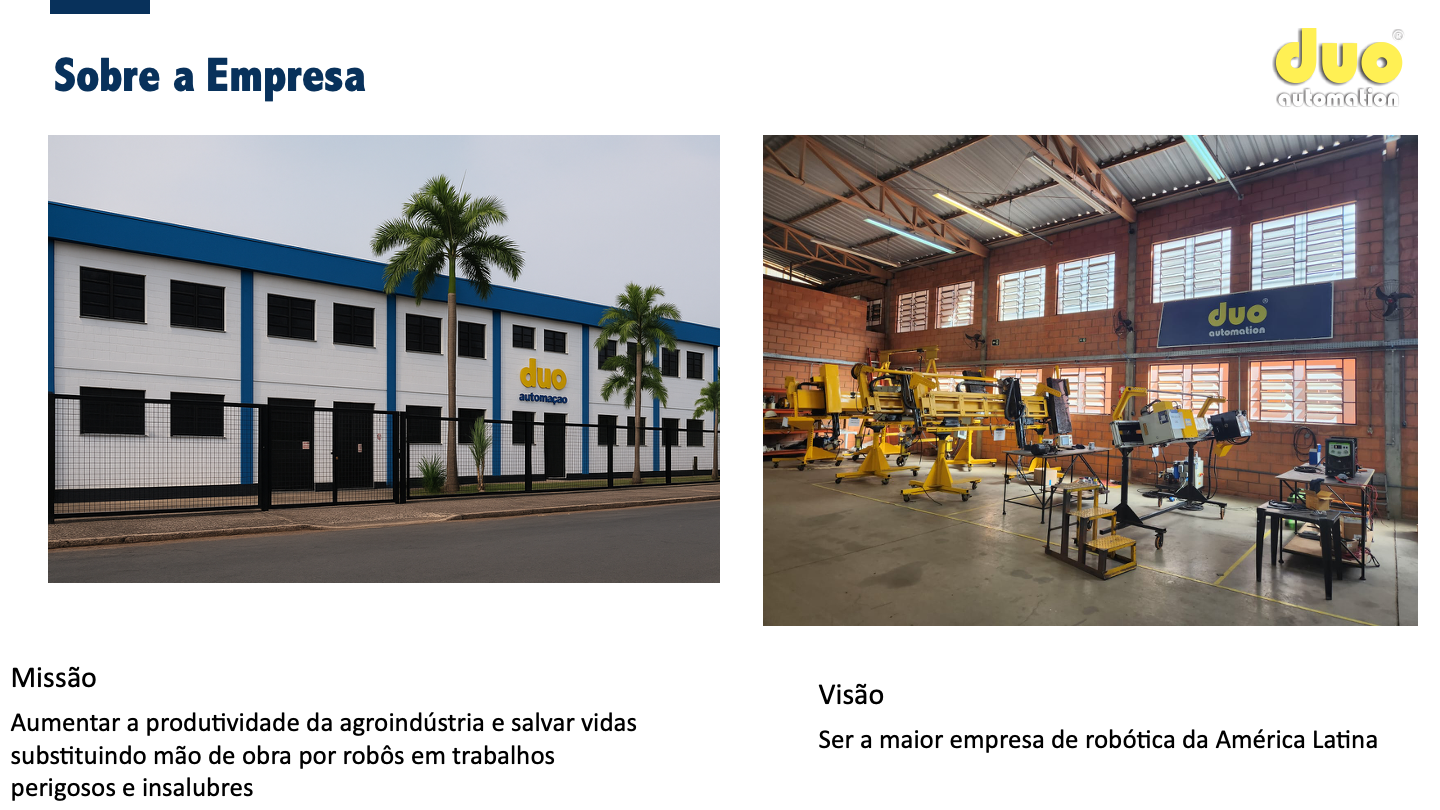 Sobre a Empresa
duo
®
automation
duo
automaçao
duo
®
automation
Missão
Aumentar a produtividade da agroindústria e salvar vidas
substituindo mão de obra por robôs em trabalhos
perigosos e insalubres
Visão
Ser a maior empresa de robótica da América Latina